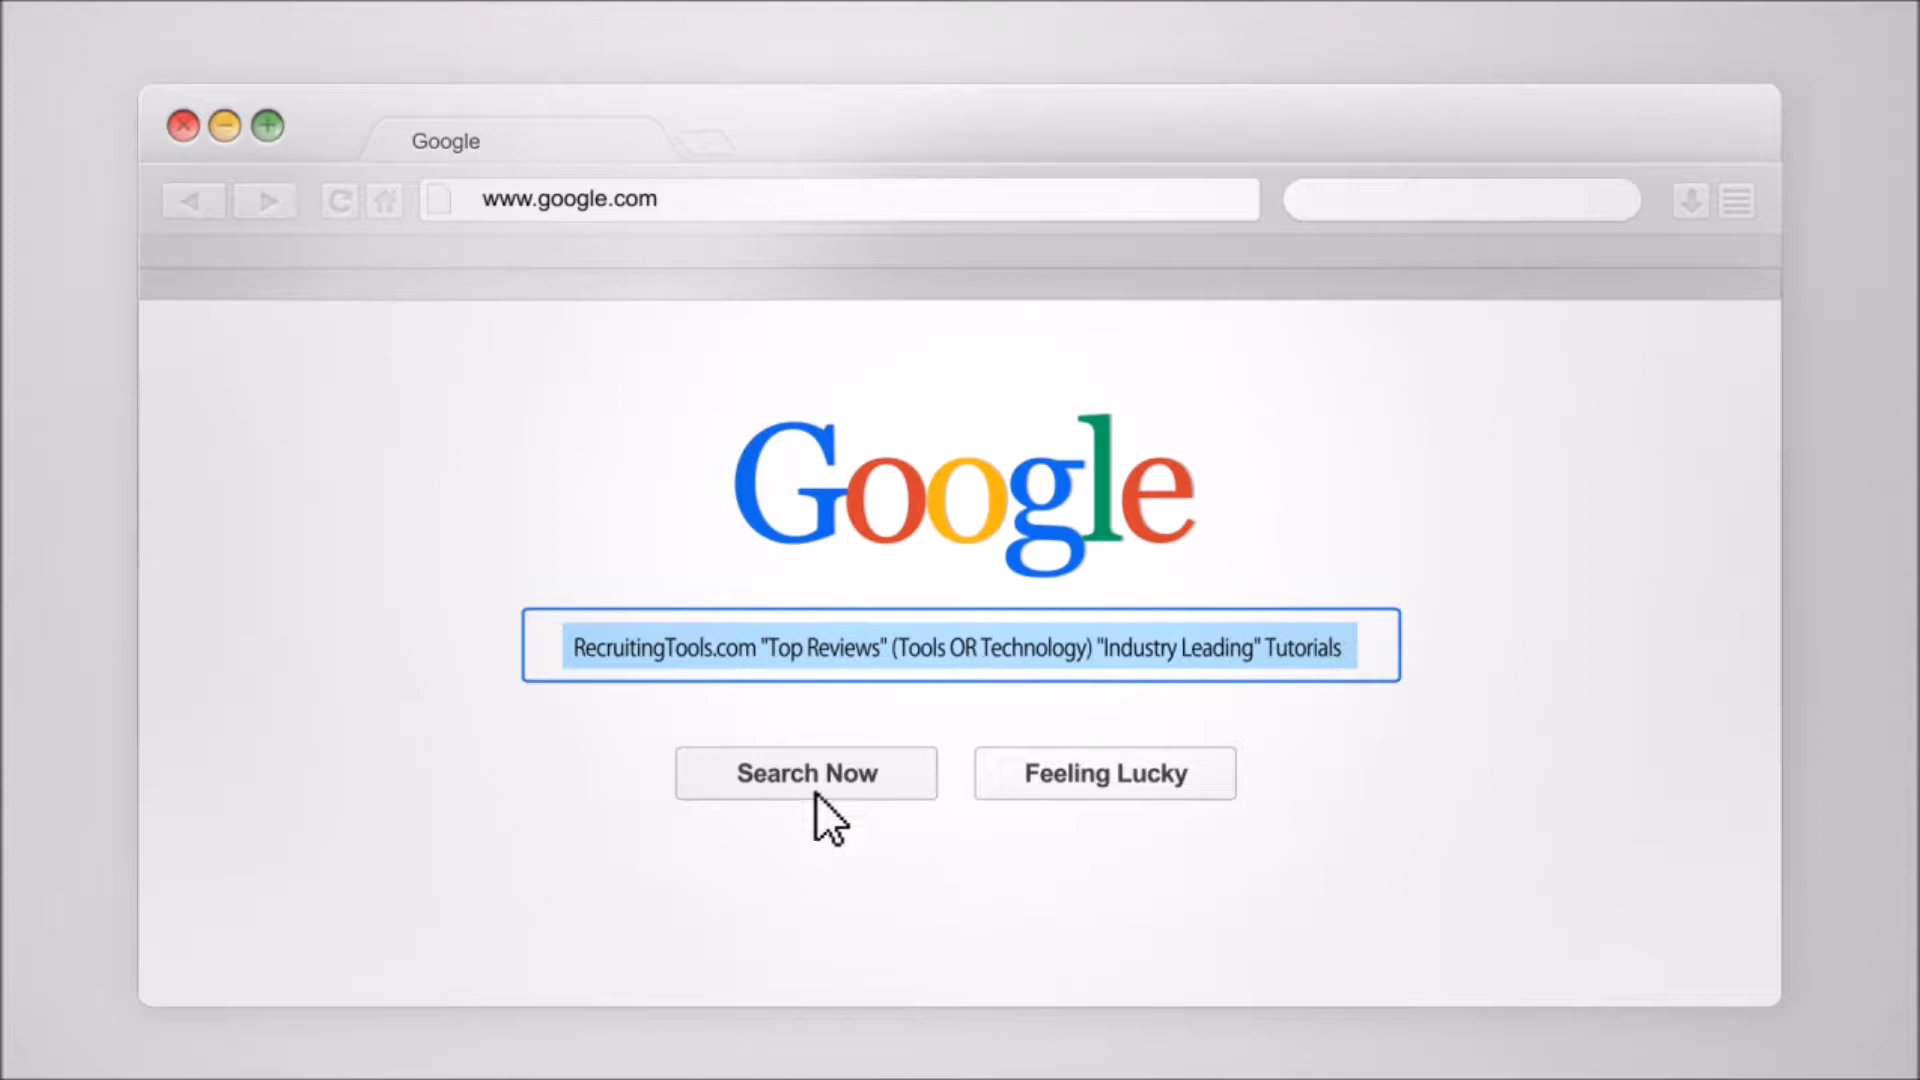 Google
www.google.com
Google
RecruitingTools.com "Top Reviews" (Tools OR Technology) "Industry Leading" Tutorials
Search Now
Feeling Lucky